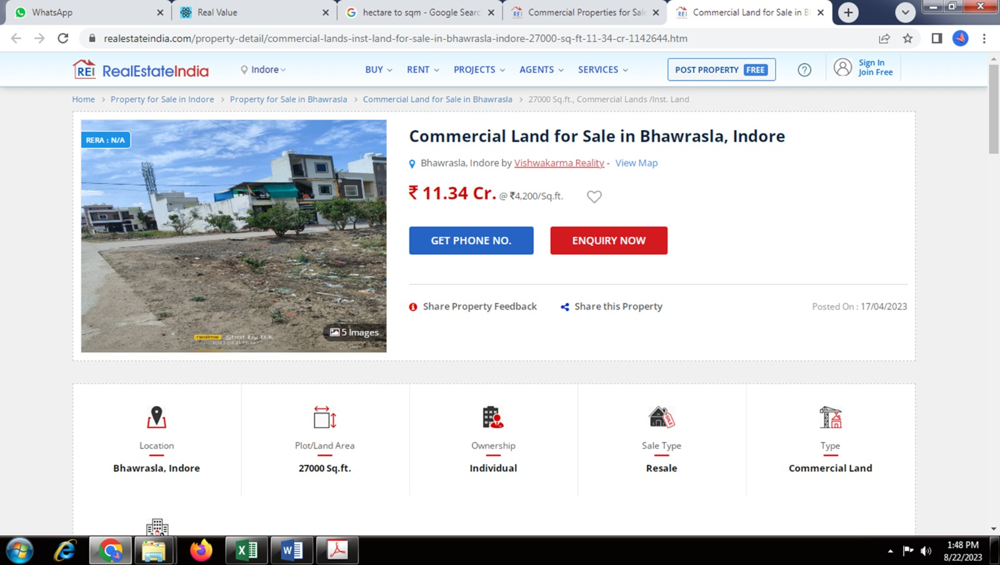 WhatsApp
Real Value
hectare to sqm - Google Searc
Commercial Properties for Sale
Commercial Land for Sale in B
realestateindia.com/property-detail/commercial-lands-inst-land-for-sale-in-bhawrasla-indore-27000-sq-ft-11-34-cr-1142644.htm
REI RealEstateIndia
Indore
BUY
RENT
PROJECTS
AGENTS
SERVICES
POST PROPERTY FREE
?
Sign In
Join Free
Home > Property for Sale in Indore > Property for Sale in Bhawrasla > Commercial Land for Sale in Bhawrasla > 27000 Sq.ft., Commercial Lands /Inst. Land
RERA : N/A
Commercial Land for Sale in Bhawrasla, Indore
Bhawrasla, Indore by Vishwakarma Reality - View Map
₹ 11.34 Cr. @ ₹4,200/Sq.ft.
GET PHONE NO.
ENQUIRY NOW
Share Property Feedback
Share this Property
Posted On : 17/04/2023
5 Images
realme Shot by B.K
Location
Bhawrasla, Indore
Plot/Land Area
27000 Sq.ft.
Ownership
Individual
Sale Type
Resale
Type
Commercial Land
1:48 PM
8/22/2023